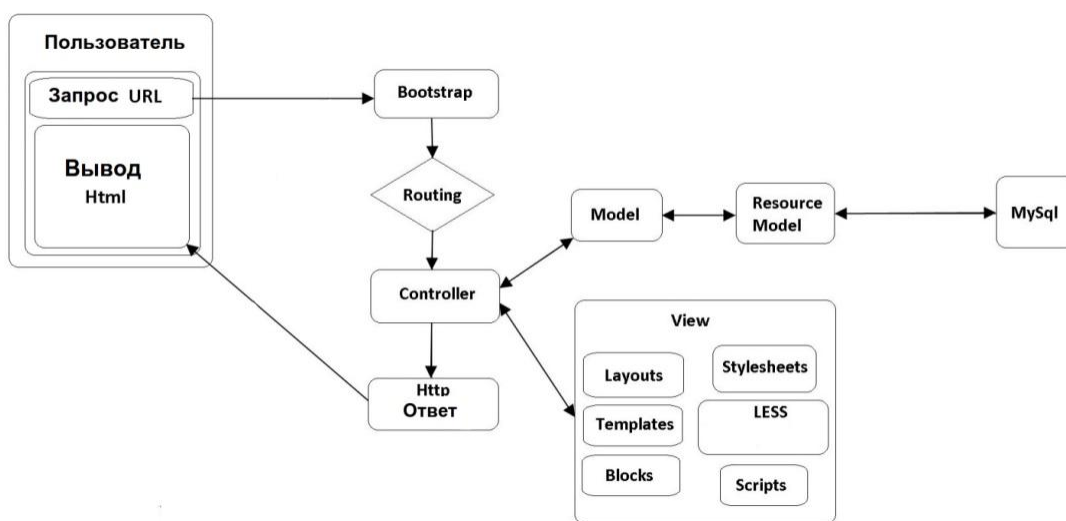 Пользователь
Запрос URL
Вывод
Html
Bootstrap
Routing
Controller
Http
Ответ
Model
Resource
Model
MySql
View
Layouts
Templates
Blocks
Stylesheets
LESS
Scripts